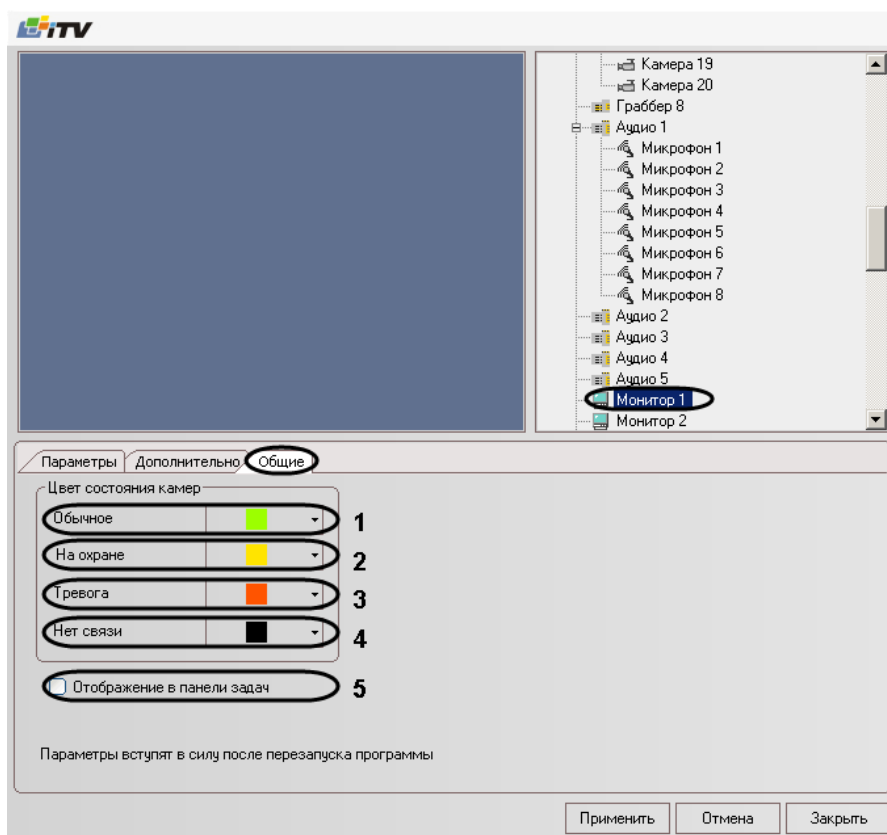 iTV
Камера 19
Камера 20
Граббер 8
Аудио 1
Микрофон 1
Микрофон 2
Микрофон 3
Микрофон 4
Микрофон 5
Микрофон 6
Микрофон 7
Микрофон 8
Аудио 2
Аудио 3
Аудио 4
Аудио 5
Монитор 1
Монитор 2
Параметры Дополнительно Общие
Цвет состояния камер
Обычное 1
На охране 2
Тревога 3
Нет связи 4
Отображение в панели задач 5
Параметры вступят в силу после перезапуска программы
Применить Отмена Закрыть